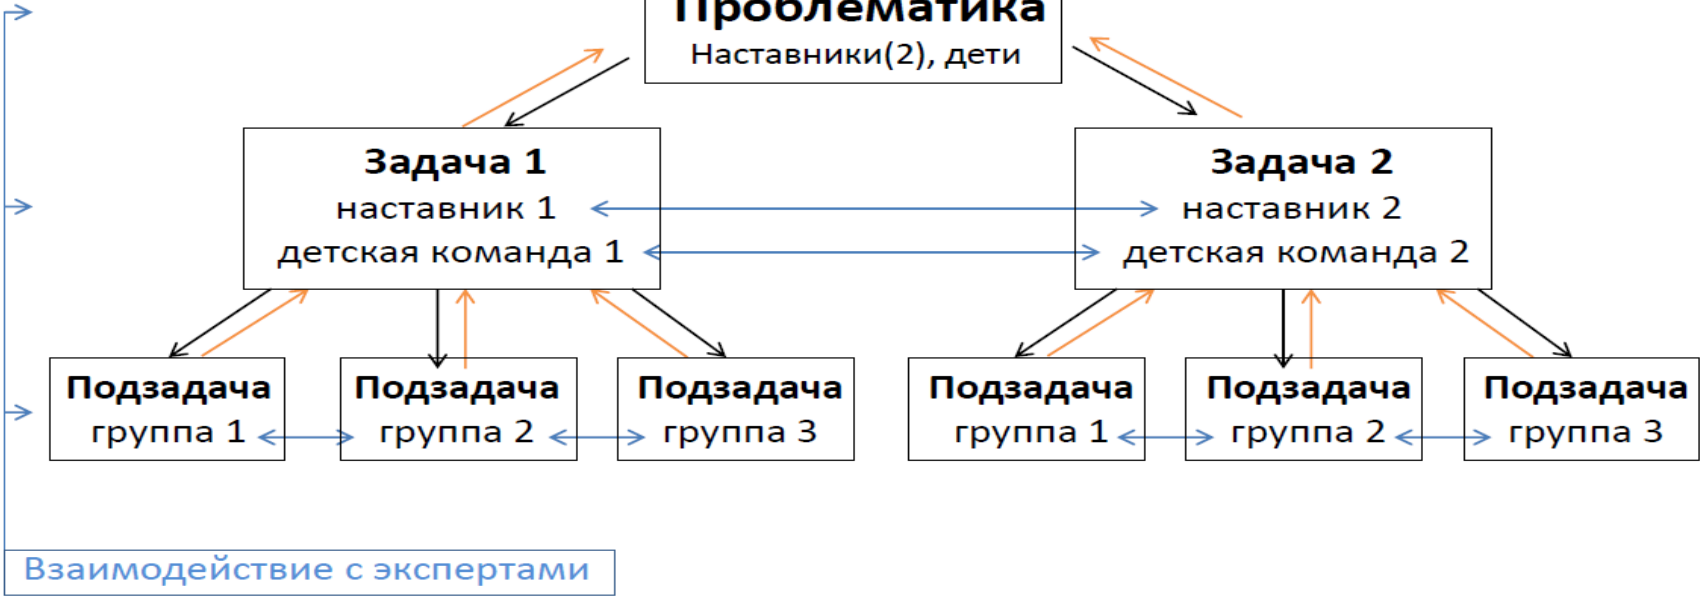 Проблематика
Наставники(2), дети
Задача 1
наставник 1
детская команда 1
Задача 2
наставник 2
детская команда 2
Подзадача
группа 1
Подзадача
группа 2
Подзадача
группа 3
Подзадача
группа 1
Подзадача
группа 2
Подзадача
группа 3
Взаимодействие с экспертами